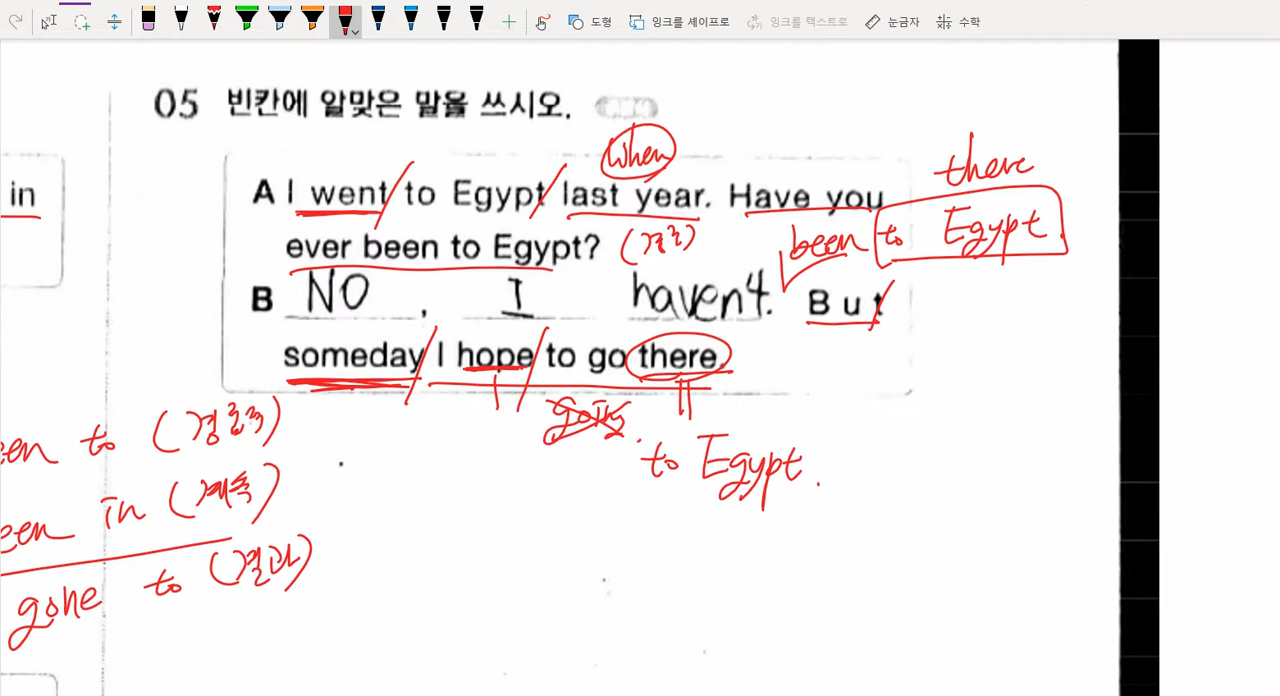 도형 잉크를 셰이프로 잉크를 텍스트로 눈금자 수학
05 빈칸에 알맞은 말을 쓰시오.
in
when
there
A I went to Egypt last year. Have you
ever been to Egypt? (경험)
been to Egypt.
B NO, I haven't. But
someday I hope to go there.
going
to Egypt.
een to (경험)
een in (계속)
gone to (결과)